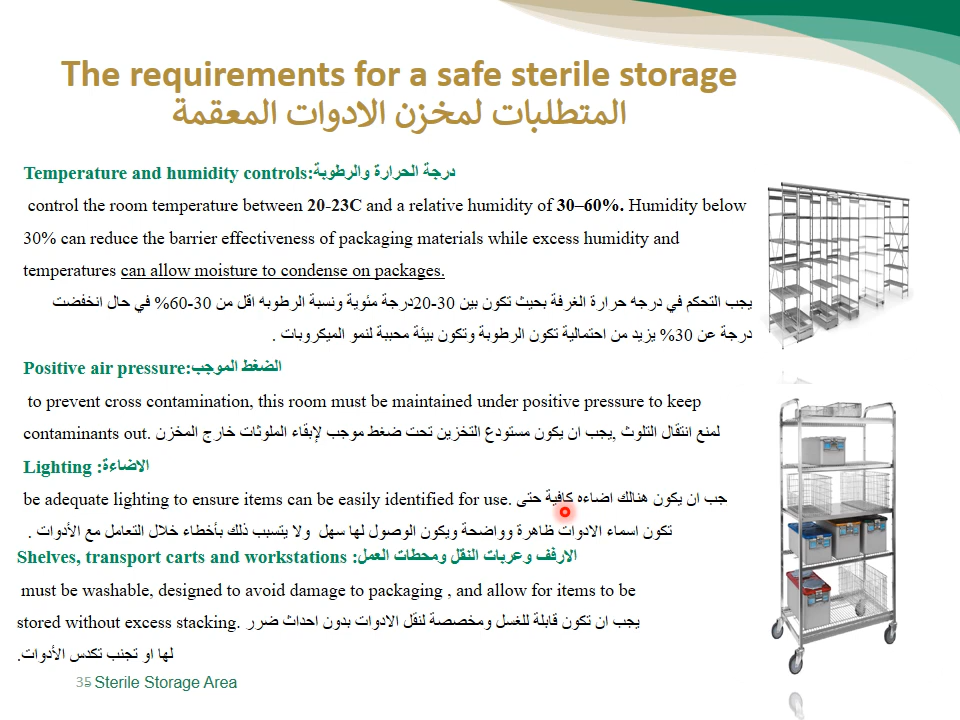 The requirements for a safe sterile storage
المتطلبات لمخزن الادوات المعقمة
Temperature and humidity controls:درجة الحرارة والرطوبة
control the room temperature between 20-23C and a relative humidity of 30–60%. Humidity below
30% can reduce the barrier effectiveness of packaging materials while excess humidity and
temperatures can allow moisture to condense on packages.
يجب التحكم في درجه حرارة الغرفة بحيث تكون بين 30-20درجة مئوية ونسبة الرطوبه اقل من 30-60% في حال انخفضت
درجة عن 30% يزيد من احتمالية تكون الرطوبة وتكون بيئة محببة لنمو الميكروبات .
Positive air pressure:الضغط الموجب
to prevent cross contamination, this room must be maintained under positive pressure to keep
contaminants out. لمنع انتقال التلوث ,يجب ان يكون مستودع التخزين تحت ضغط موجب لإبقاء الملوثات خارج المخزن
Lighting :الاضاءة
be adequate lighting to ensure items can be easily identified for use. جب ان يكون هنالك اضاءه كافية حتى
تكون اسماء الادوات ظاهرة وواضحة ويكون الوصول لها سهل ولا يتسبب ذلك بأخطاء خلال التعامل مع الأدوات .
Shelves, transport carts and workstations :الارفف وعربات النقل ومحطات العمل
must be washable, designed to avoid damage to packaging , and allow for items to be
stored without excess stacking. يجب ان تكون قابلة للغسل ومخصصة لنقل الادوات بدون احداث ضرر
لها او تجنب تكدس الأدوات.
35 - Sterile Storage Area